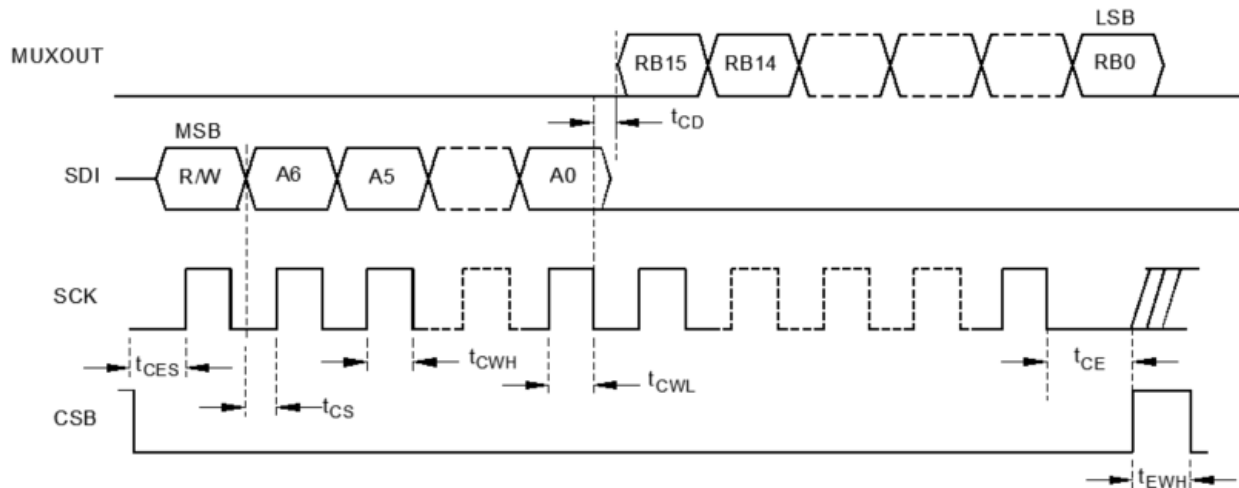 LSB
MUXOUT RB15 RB14 RB0
tCD
MSB
SDI R/W A6 A5 A0
SCK
tCES tCWH tCE
tCS tCWL
CSB
tEWH